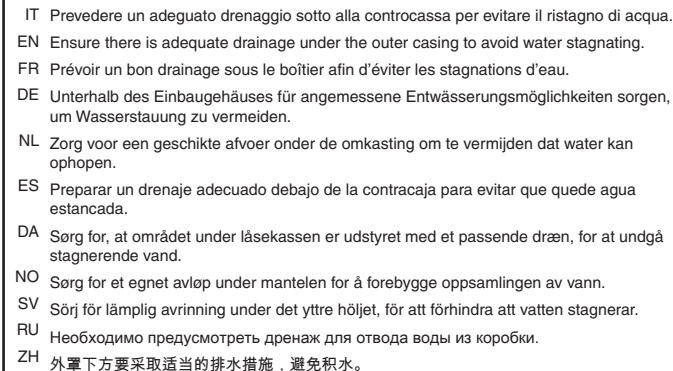 IT Prevedere un adeguato drenaggio sotto alla controcassa per evitare il ristagno di acqua.
EN Ensure there is adequate drainage under the outer casing to avoid water stagnating.
FR Prévoir un bon drainage sous le boîtier afin d'éviter les stagnations d'eau.
DE Unterhalb des Einbaugehäuses für angemessene Entwässerungsmöglichkeiten sorgen,
um Wasserstauung zu vermeiden.
NL Zorg voor een geschikte afvoer onder de omkasting om te vermijden dat water kan
ophopen.
ES Preparar un drenaje adecuado debajo de la contracaja para evitar que quede agua
estancada.
DA Sørg for, at området under låsekassen er udstyret med et passende dræn, for at undgå
stagnerende vand.
NO Sørg for et egnet avløp under mantelen for å forebygge oppsamlingen av vann.
SV Sörj för lämplig avrinning under det yttre höljet, för att förhindra att vatten stagnerar.
RU Необходимо предусмотреть дренаж для отвода воды из коробки.
ZH 外罩下方要采取适当的排水措施，避免积水。